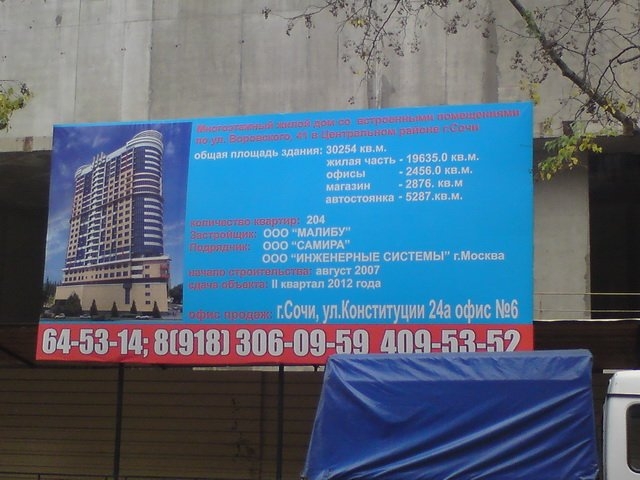 Многоэтажный жилой дом со встроенными помещениями
по ул. Воровского, 41 в Центральном районе г.Сочи
общая площадь здания: 30254 кв.м.
жилая часть - 19635.0 кв.м.
офисы - 2456.0 кв.м.
магазин - 2876. кв.м
автостоянка - 5287.кв.м.
количество квартир: 204
Застройщик: ООО "МАЛИБУ"
Подрядчик: ООО "САМИРА"
ООО "ИНЖЕНЕРНЫЕ СИСТЕМЫ" г.Москва
начало строительства: август 2007
сдача объекта: II квартал 2012 года
офис продаж: г.Сочи, ул.Конституции 24а офис №6
64-53-14; 8(918) 306-09-59 409-53-52